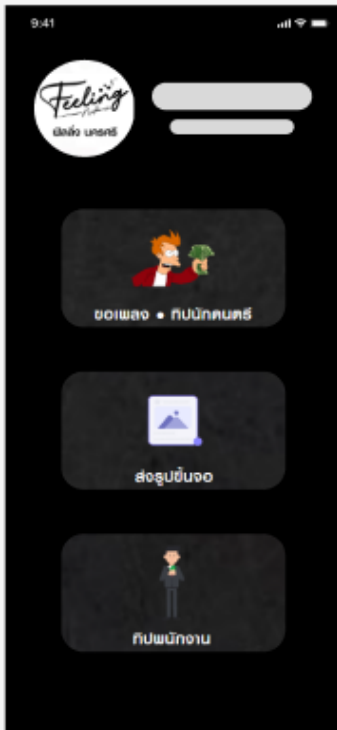 9:41
Feeling
ฟิลลิ่ง นครศรี
ขอเพลง • ทิปนักดนตรี
ส่งรูปขึ้นจอ
ทิปพนักงาน